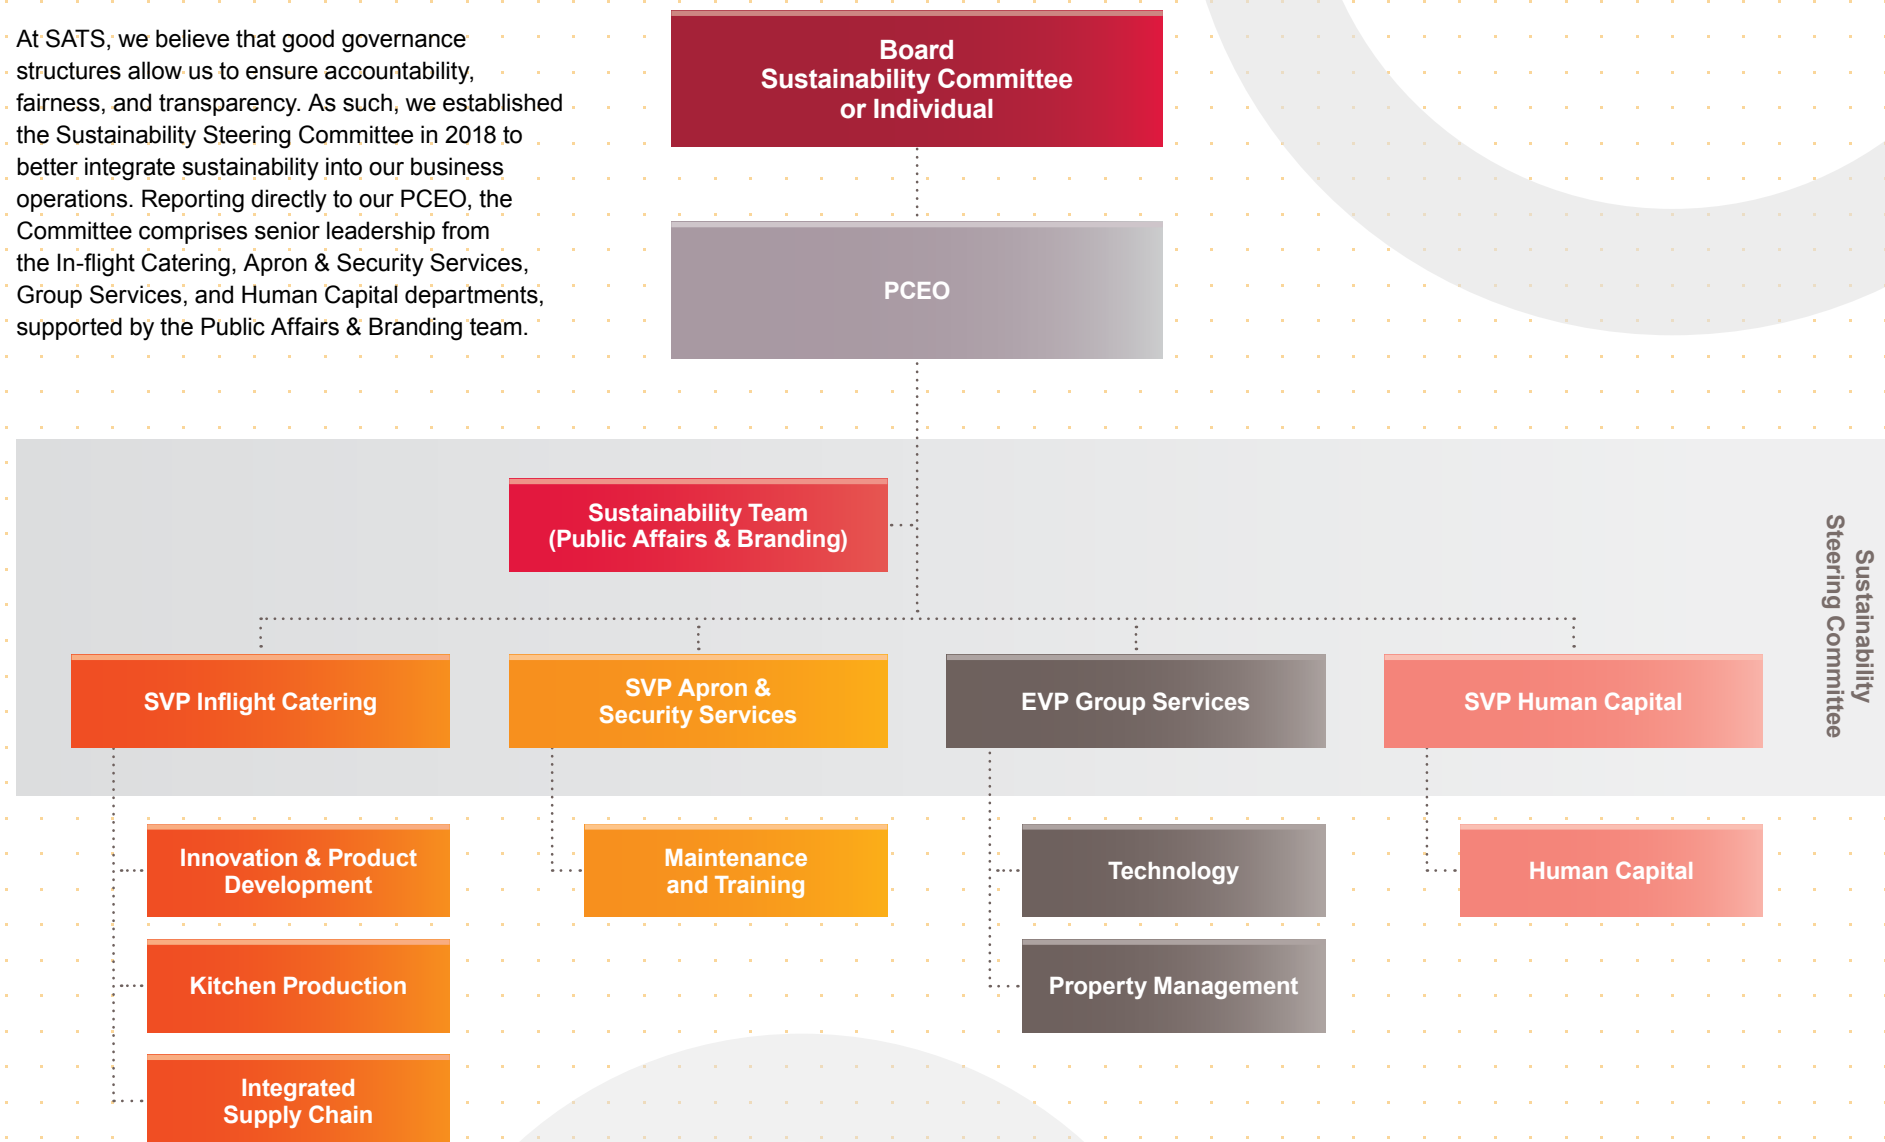 At SATS, we believe that good governance
structures allow us to ensure accountability,
fairness, and transparency. As such, we established
the Sustainability Steering Committee in 2018 to
better integrate sustainability into our business
operations. Reporting directly to our PCEO, the
Committee comprises senior leadership from
the In-flight Catering, Apron & Security Services,
Group Services, and Human Capital departments,
supported by the Public Affairs & Branding team.
Board
Sustainability Committee
or Individual
PCEO
Sustainability Team
(Public Affairs & Branding)
Sustainability
Steering Committee
SVP Inflight Catering
SVP Apron &
Security Services
EVP Group Services
SVP Human Capital
Innovation & Product
Development
Maintenance
and Training
Technology
Human Capital
Kitchen Production
Property Management
Integrated
Supply Chain